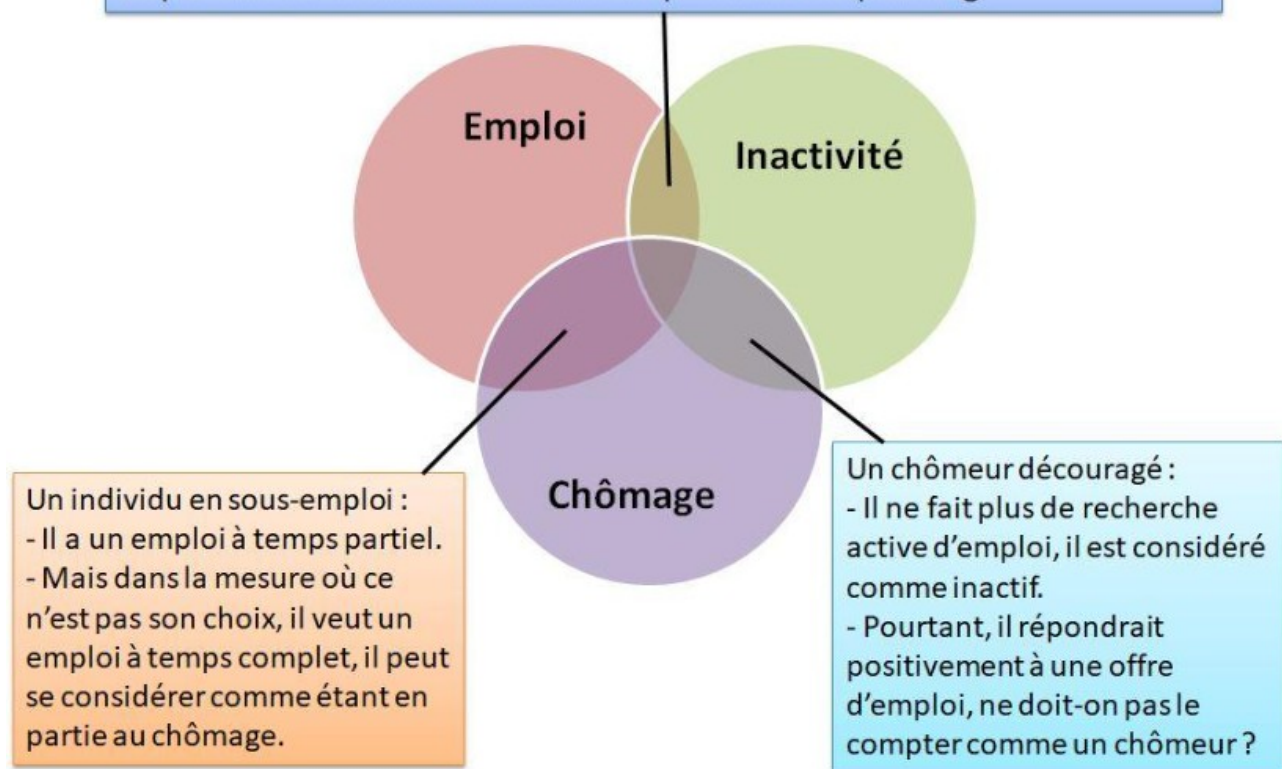 Emploi
Inactivité
Chômage
Un individu en sous-emploi :
- Il a un emploi à temps partiel.
- Mais dans la mesure où ce
n’est pas son choix, il veut un
emploi à temps complet, il peut
se considérer comme étant en
partie au chômage.
Un chômeur découragé :
- Il ne fait plus de recherche
active d’emploi, il est considéré
comme inactif.
- Pourtant, il répondrait
positivement à une offre
d’emploi, ne doit-on pas le
compter comme un chômeur ?